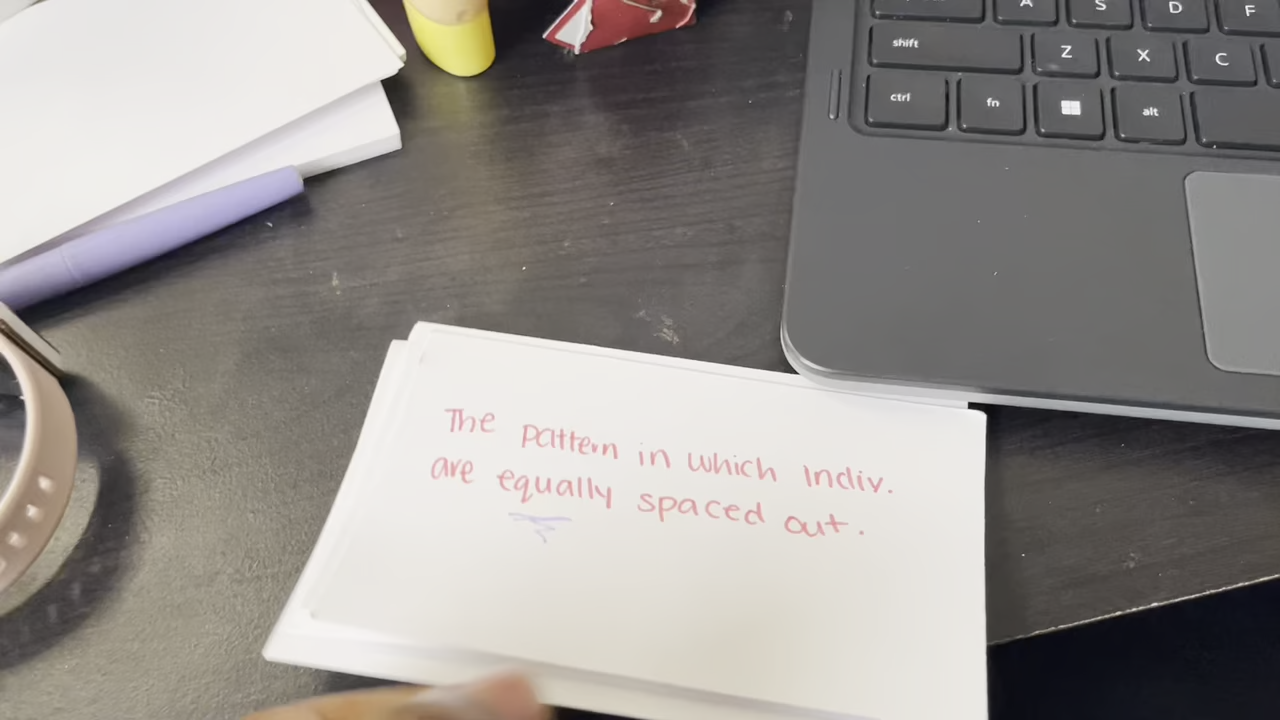 A S D F
shift Z X C
ctrl fn alt
The pattern in which indiv.
are equally spaced out.